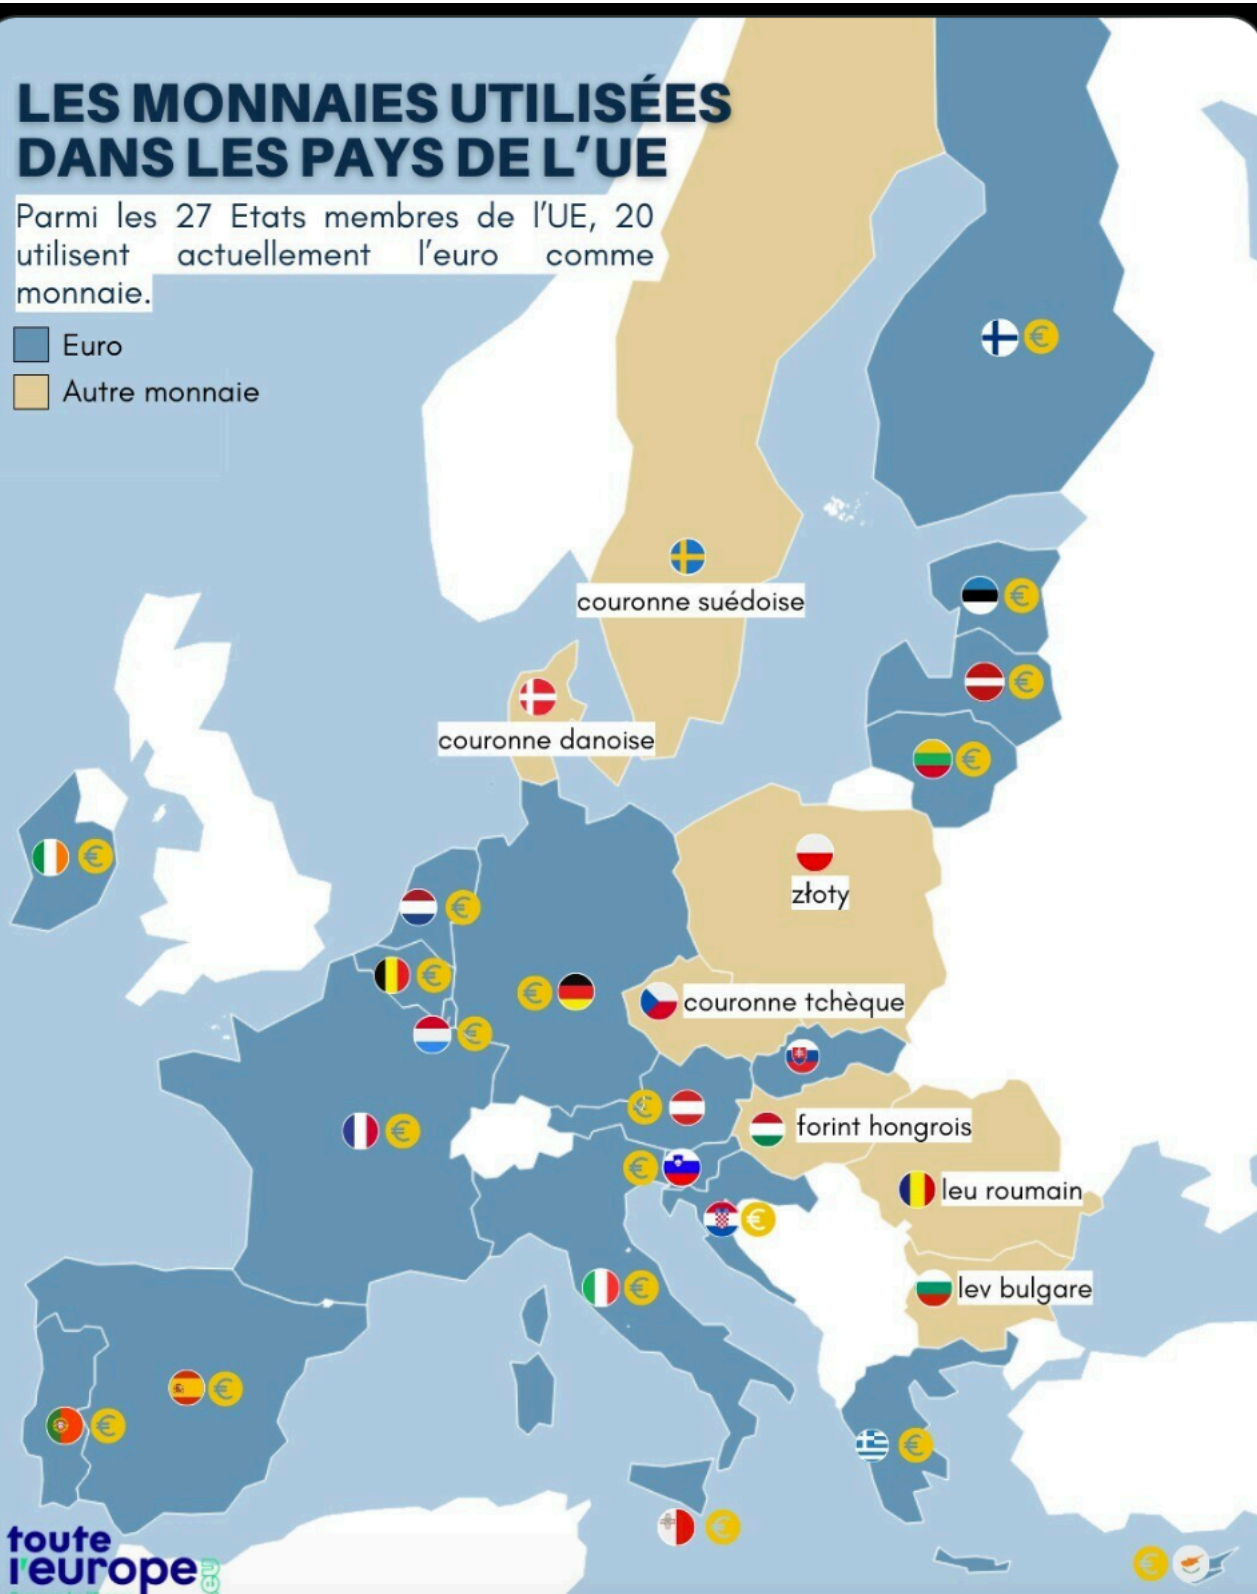 LES MONNAIES UTILISÉES
DANS LES PAYS DE L'UE
Parmi les 27 Etats membres de l'UE, 20
utilisent actuellement l'euro comme
monnaie.
Euro
Autre monnaie
couronne suédoise
couronne danoise
złoty
couronne tchèque
forint hongrois
leu roumain
lev bulgare
toute
l'europe
eu